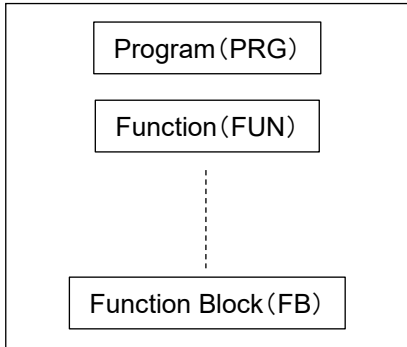 Program（PRG）
Function（FUN）
Function Block（FB）